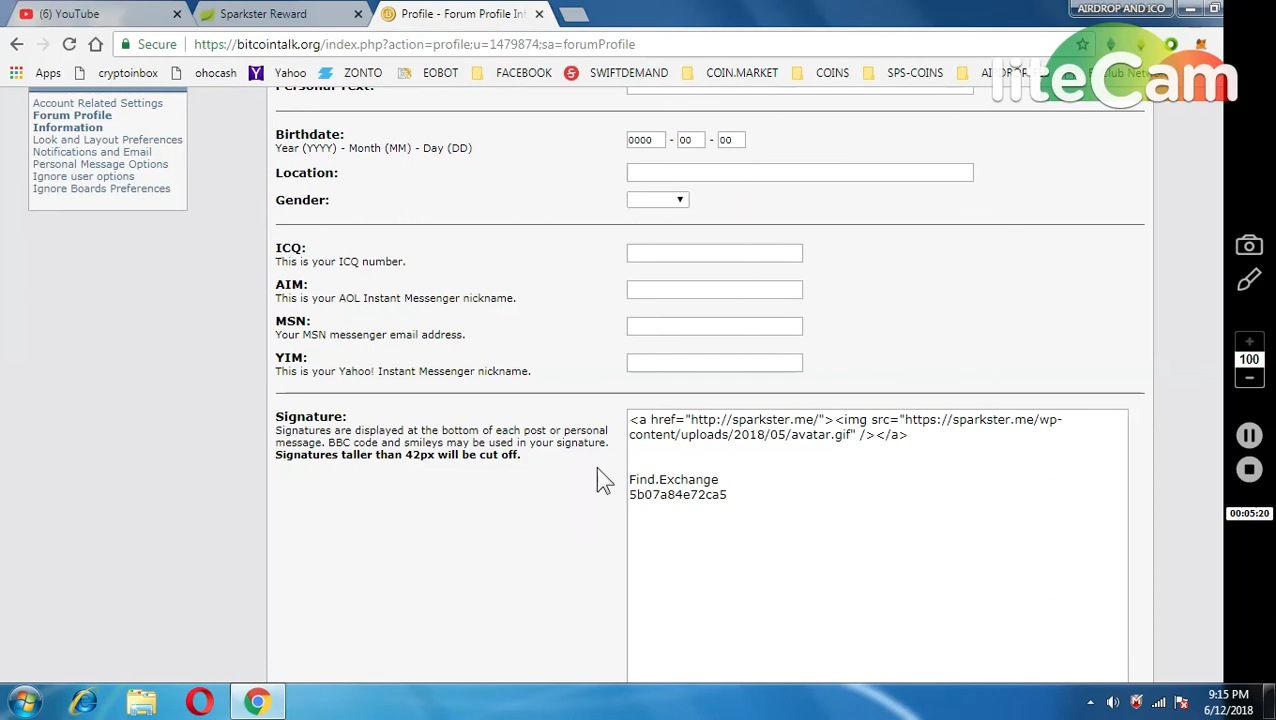 (6) YouTube
Sparkster Reward
Profile - Forum Profile Inf
AIRDROP AND ICO
Secure
https://bitcointalk.org/index.php?action=profile;u=1479874;sa=forumProfile
Apps
cryptoinbox
ohocash
Yahoo
EOBOT
FACEBOOK
SWIFTDEMAND
COIN.MARKET
COINS
SPS-COINS
liteCam
Account Related Settings
Forum Profile
Information
Look and Layout Preferences
Notifications and Email
Personal Message Options
Ignore user options
Ignore Boards Preferences
Personal Text:
Birthdate:
Year (YYYY) - Month (MM) - Day (DD)
0000 - 00 - 00
Location:
Gender:
ICQ:
This is your ICQ number.
AIM:
This is your AOL Instant Messenger nickname.
MSN:
Your MSN messenger email address.
YIM:
This is your Yahoo! Instant Messenger nickname.
Signature:
Signatures are displayed at the bottom of each post or personal
message. BBC code and smileys may be used in your signature.
Signatures taller than 42px will be cut off.
<a href="http://sparkster.me/"><img src="https://sparkster.me/wp-
content/uploads/2018/05/avatar.gif" /></a>
Find.Exchange
5b07a84e72ca5
100
00:05:20
9:15 PM
6/12/2018